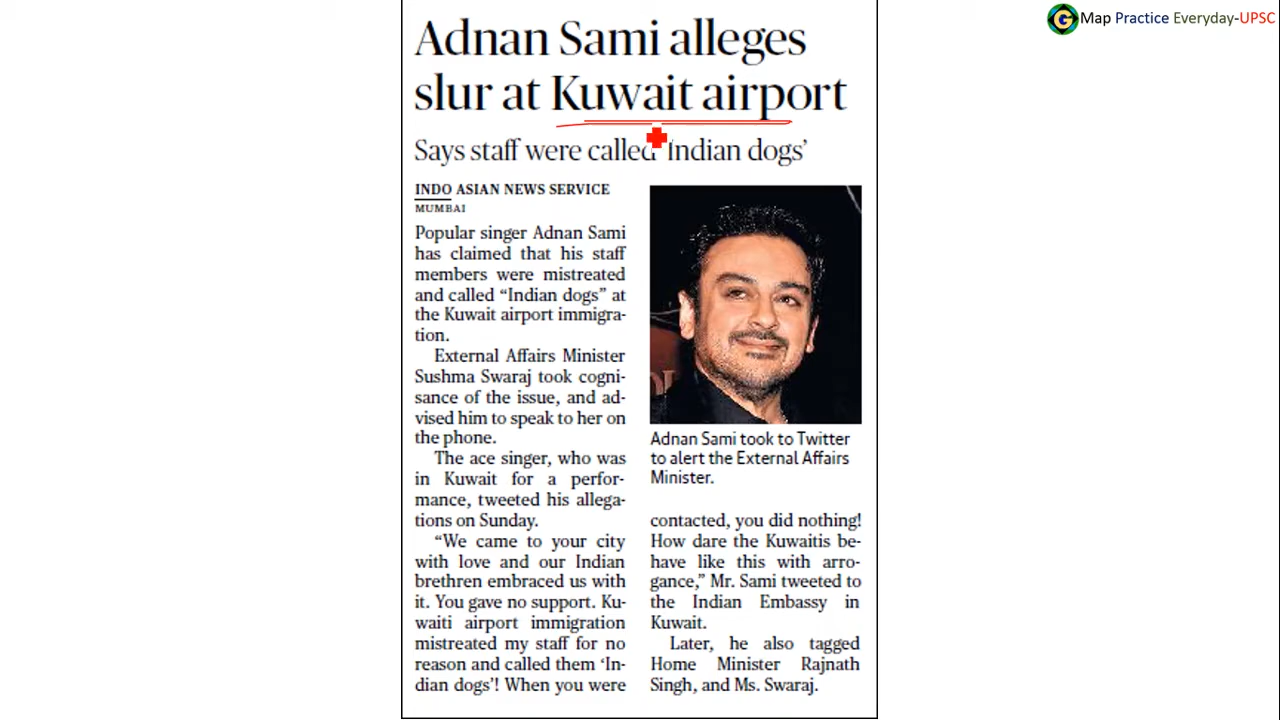 Map Practice Everyday-UPSC
Adnan Sami alleges
slur at Kuwait airport
Says staff were called ‘Indian dogs’
INDO ASIAN NEWS SERVICE
MUMBAI
Popular singer Adnan Sami
has claimed that his staff
members were mistreated
and called “Indian dogs” at
the Kuwait airport immigra-
tion.
External Affairs Minister
Sushma Swaraj took cogni-
sance of the issue, and ad-
vised him to speak to her on
the phone.
The ace singer, who was
in Kuwait for a perfor-
mance, tweeted his allega-
tions on Sunday.
“We came to your city
with love and our Indian
brethren embraced us with
it. You gave no support. Ku-
waiti airport immigration
mistreated my staff for no
reason and called them ‘In-
dian dogs’! When you were
Adnan Sami took to Twitter
to alert the External Affairs
Minister.
contacted, you did nothing!
How dare the Kuwaitis be-
have like this with arro-
gance,” Mr. Sami tweeted to
the Indian Embassy in
Kuwait.
Later, he also tagged
Home Minister Rajnath
Singh, and Ms. Swaraj.